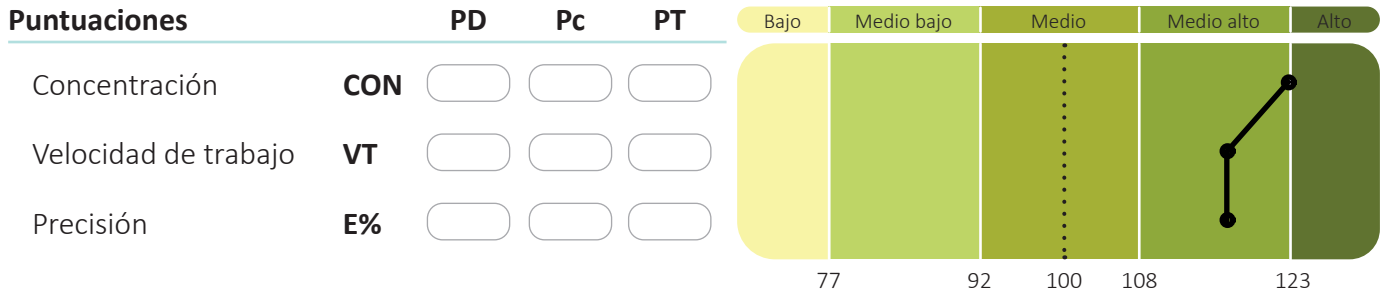 Puntuaciones PD Pc PT Bajo Medio bajo Medio Medio alto Alto
Concentración CON
Velocidad de trabajo VT
Precisión E%
77 92 100 108 123